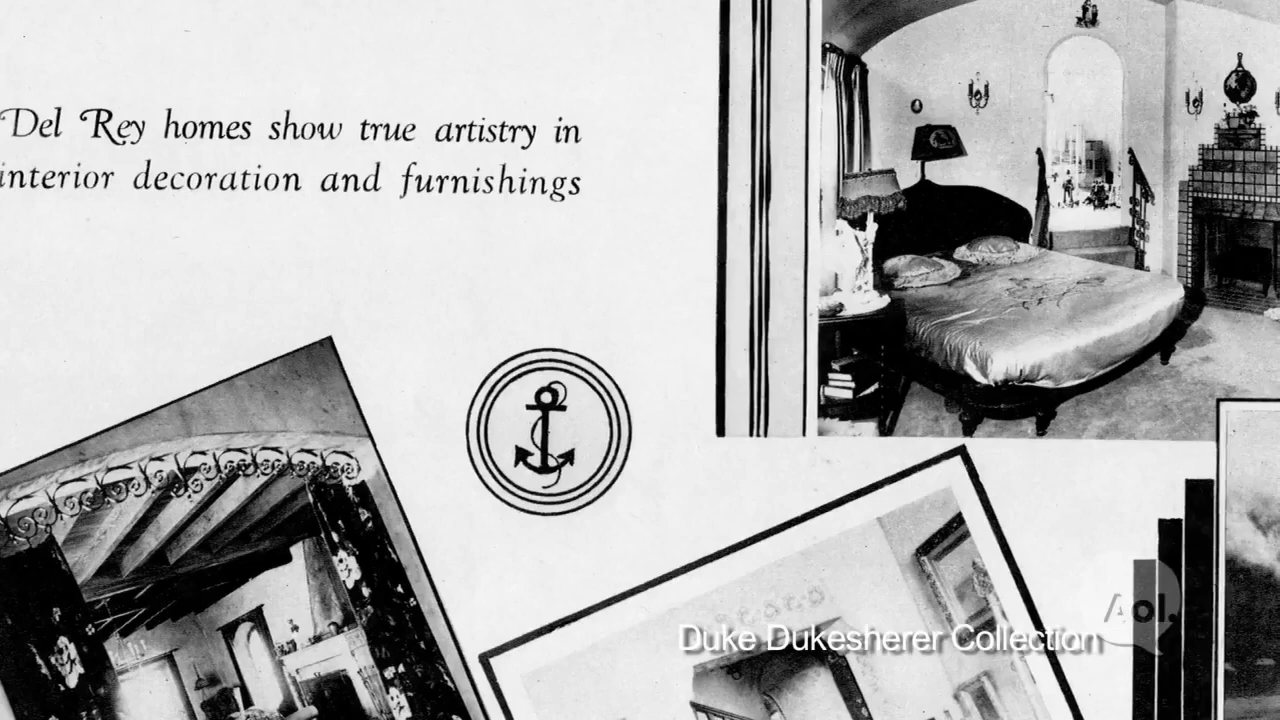 Del Rey homes show true artistry in
interior decoration and furnishings
Duke Dukesherer Collection
Aol.